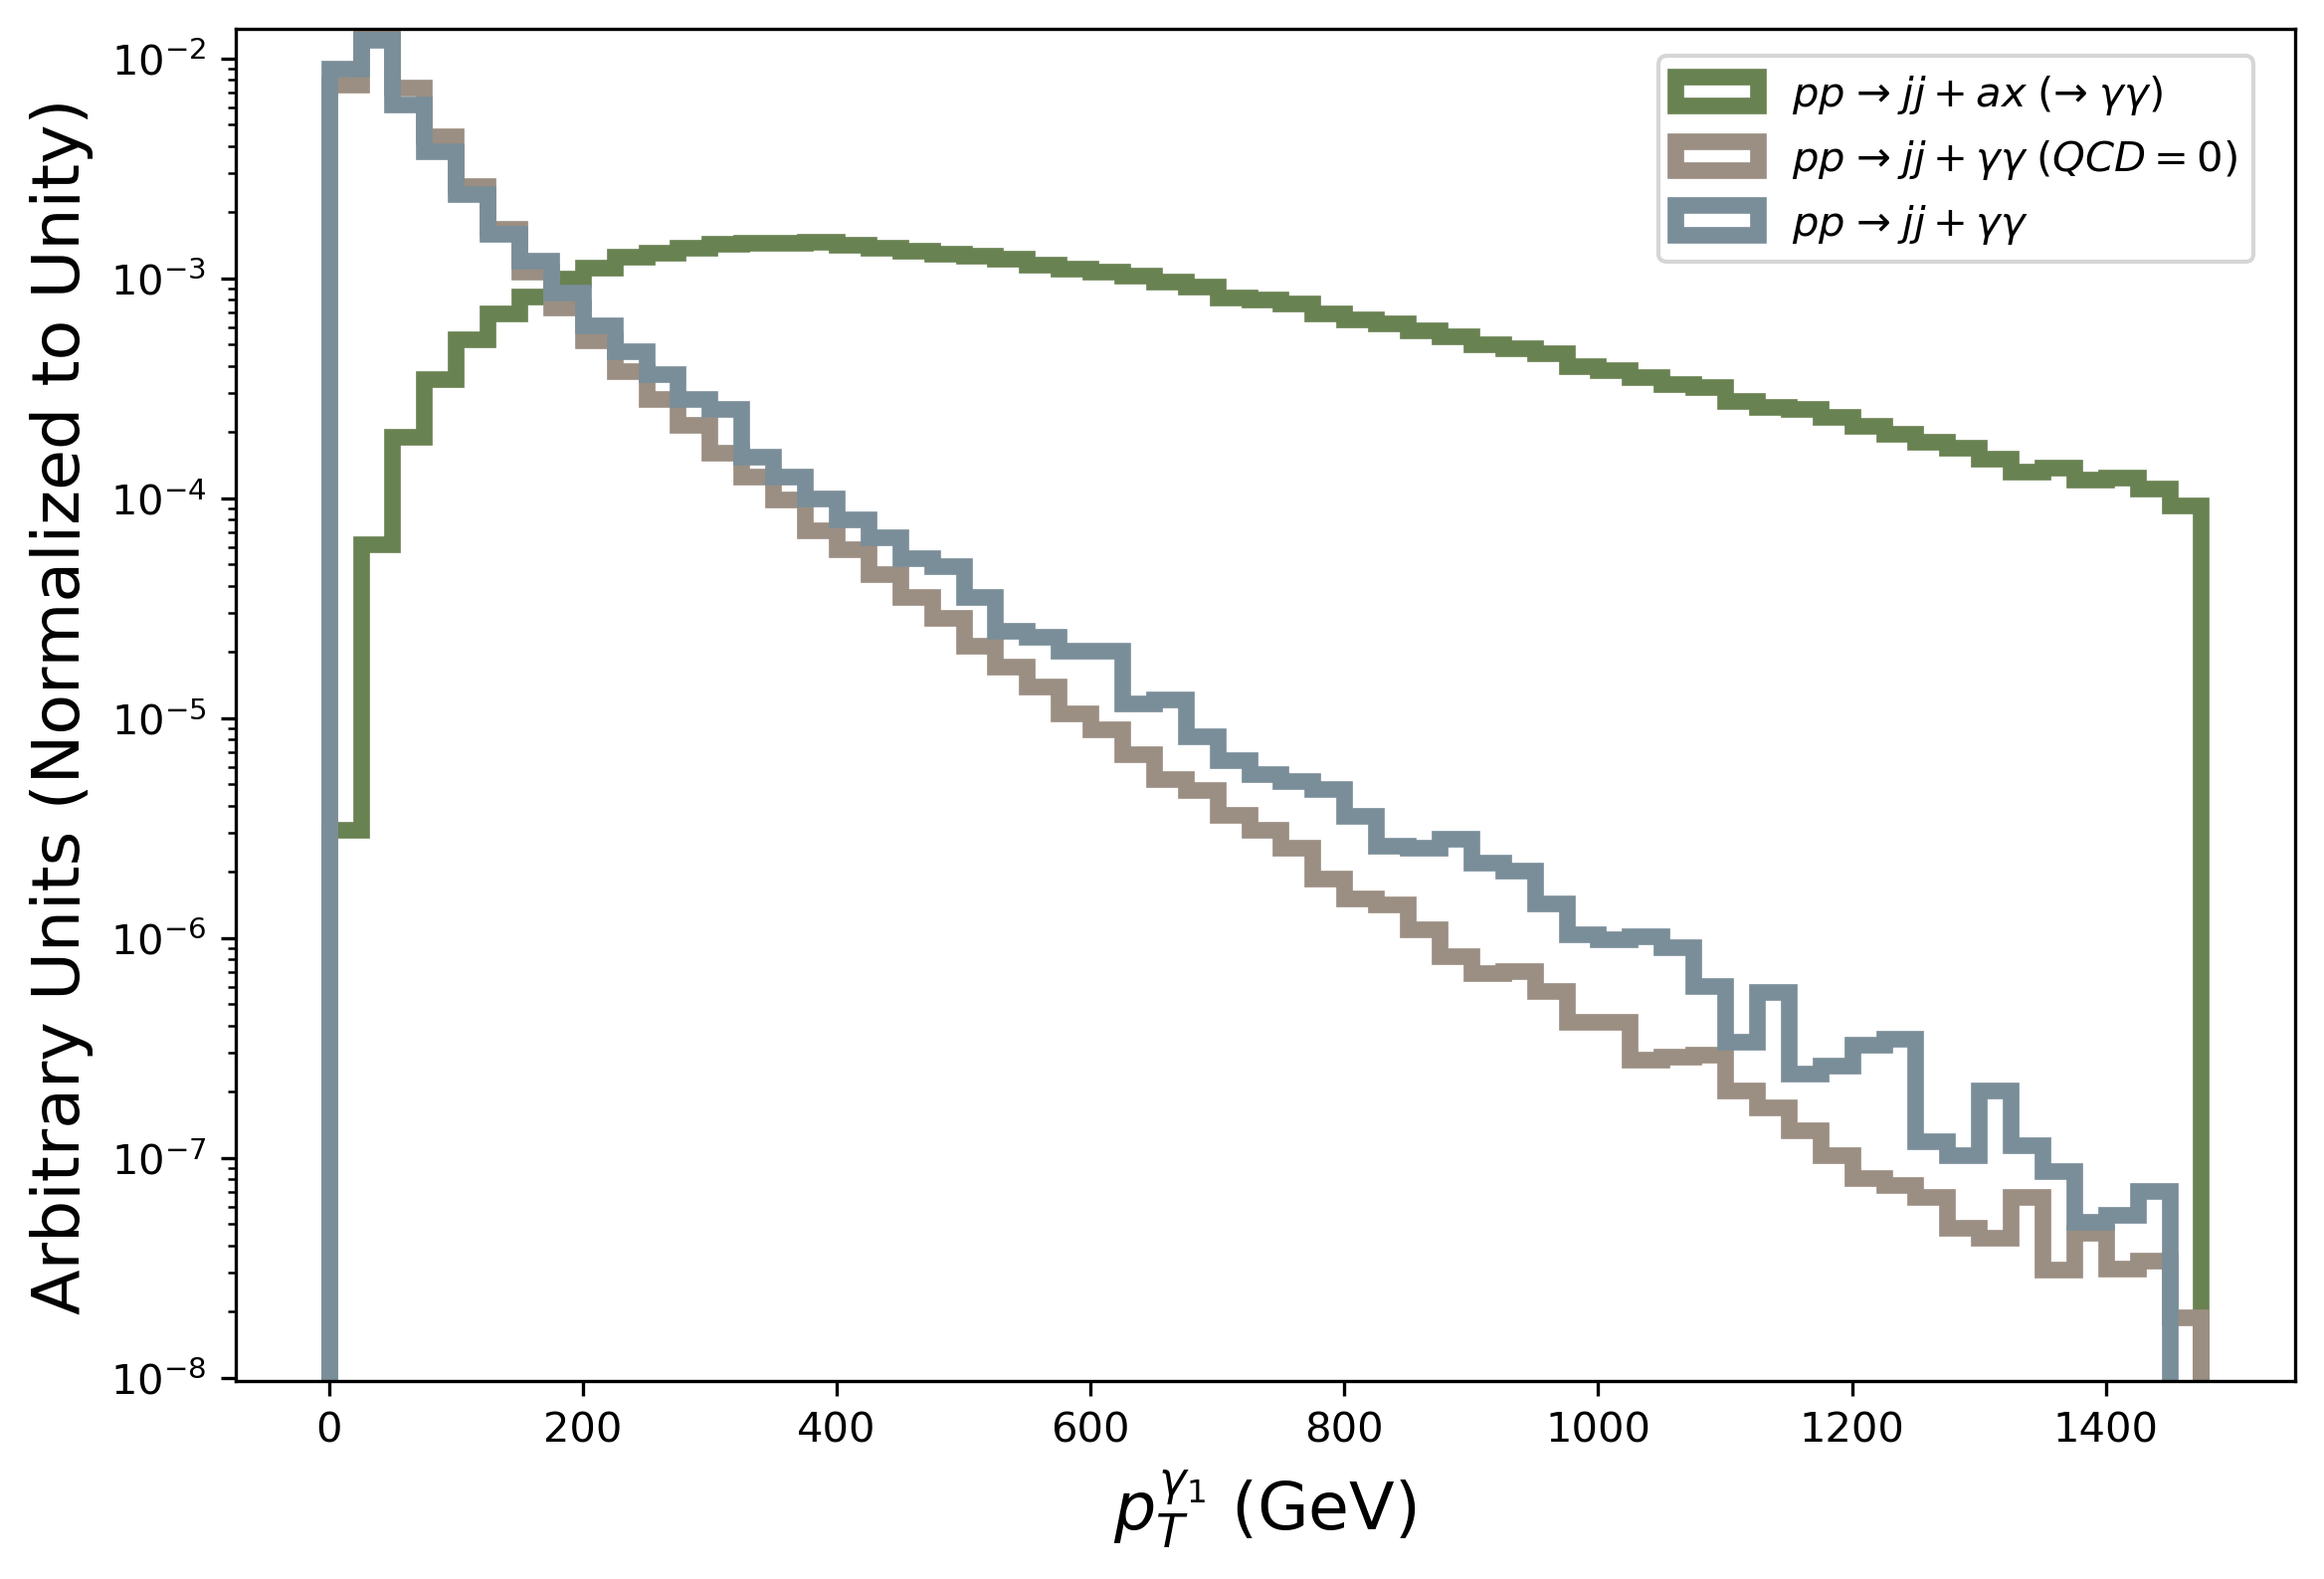 pp → jj + ax (→ γγ)
pp → jj + γγ (QCD = 0)
pp → jj + γγ
Arbitrary Units (Normalized to Unity)
10⁻²
10⁻³
10⁻⁴
10⁻⁵
10⁻⁶
10⁻⁷
10⁻⁸
0 200 400 600 800 1000 1200 1400
p_T^{γ_1} (GeV)